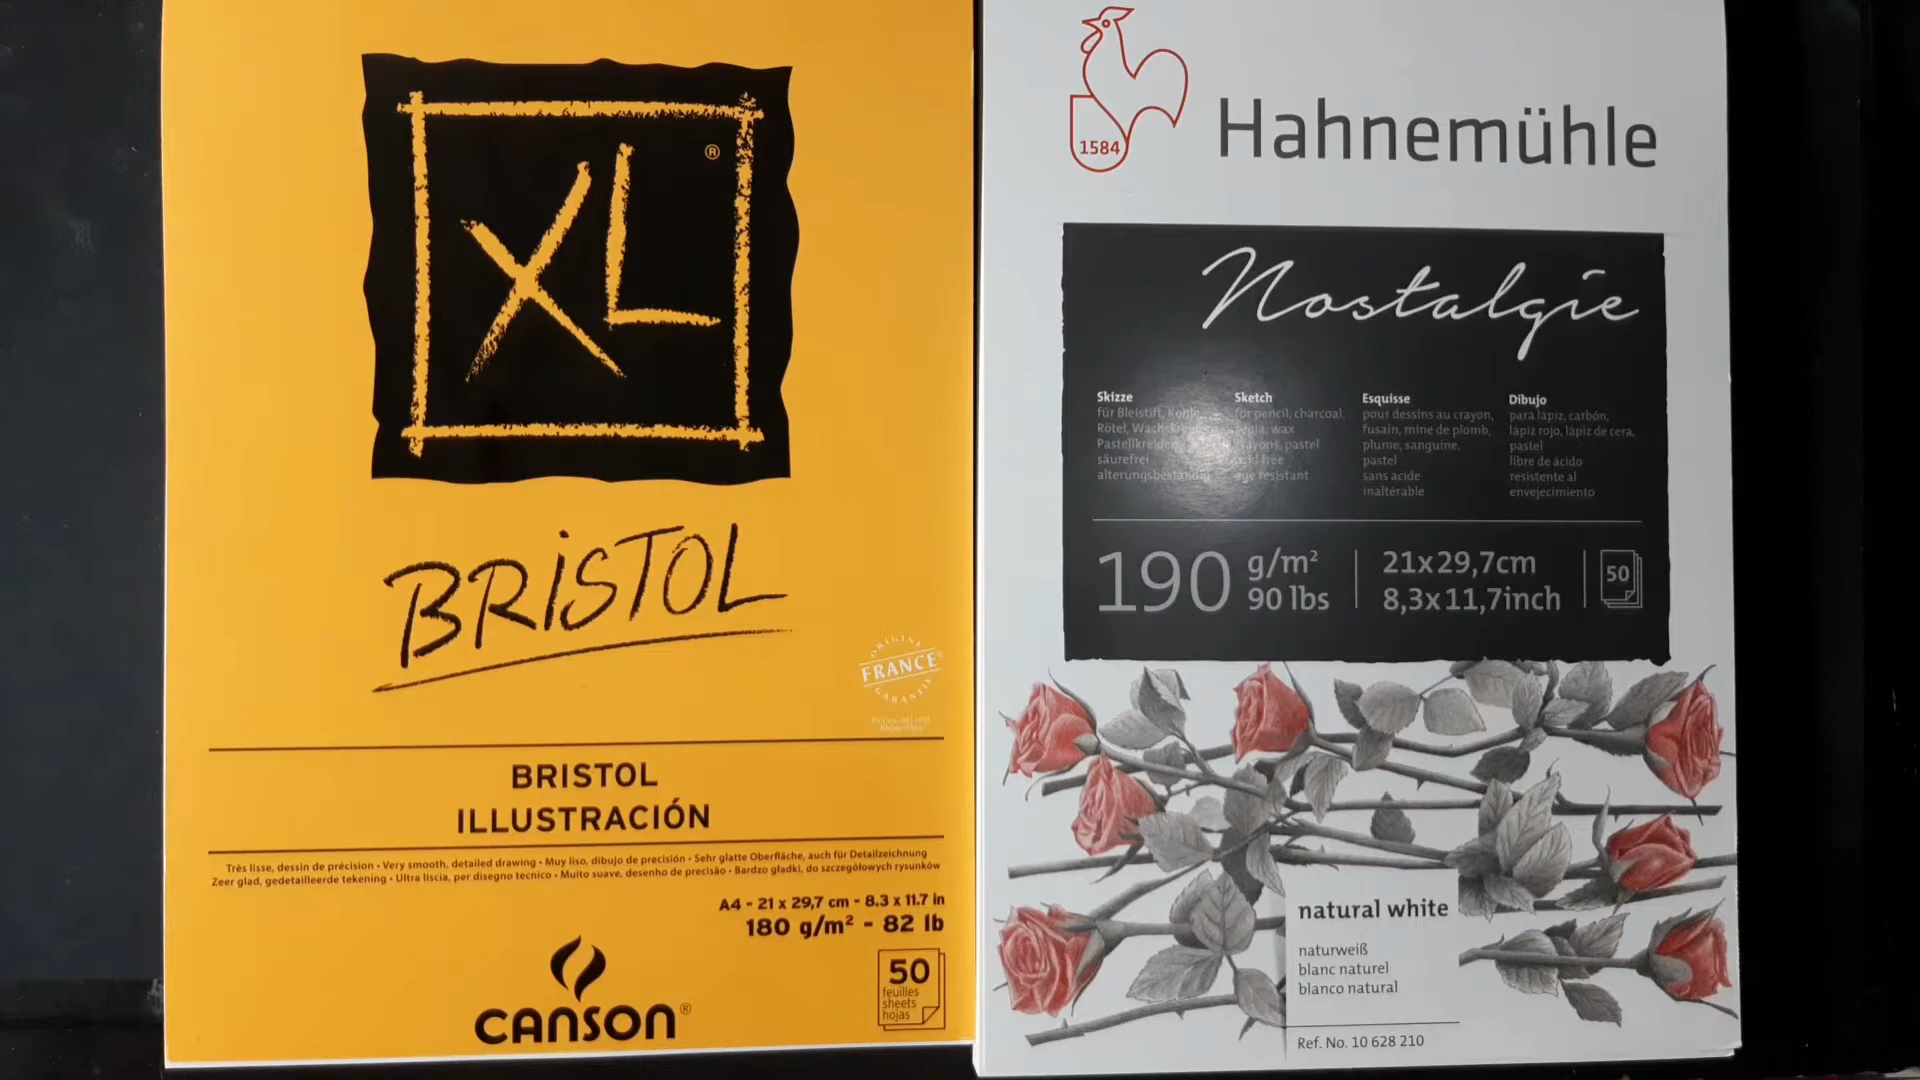 XL
®
BRISTOL
ORIGINE
FRANCE
GARANTIE
BRISTOL
ILLUSTRACIÓN
Très lisse, dessin de précision • Very smooth, detailed drawing • Muy liso, dibujo de precisión • Sehr glatte Oberfläche, auch für Detailzeichnung
Zeer glad, gedetailleerde tekening • Ultra liscia, per disegno tecnico • Muito suave, desenho de precisão • Bardzo gładki, do szczegółowych rysunków
A4 - 21 x 29,7 cm - 8.3 x 11.7 in
180 g/m² - 82 lb
50
feuilles
sheets
hojas
CANSON®
1584
Hahnemühle
Nostalgie
Skizze
für Bleistift, Kohle,
Rötel,
Pastellkreiden
säurefrei
alterungsbeständig
Sketch
for pencil, charcoal,
sepia, wax
crayons, pastel
acid free
age resistant
Esquisse
pour dessins au crayon,
fusain, mine de plomb,
plume, sanguine,
pastel
sans acide
inaltérable
Dibujo
para lápiz, carbón,
lápiz rojo, lápiz de cera,
pastel
libre de ácido
resistente al
envejecimiento
190 g/m²
90 lbs
21x29,7cm
8,3x11,7inch
50
natural white
naturweiß
blanc naturel
blanco natural
Ref. No. 10 628 210